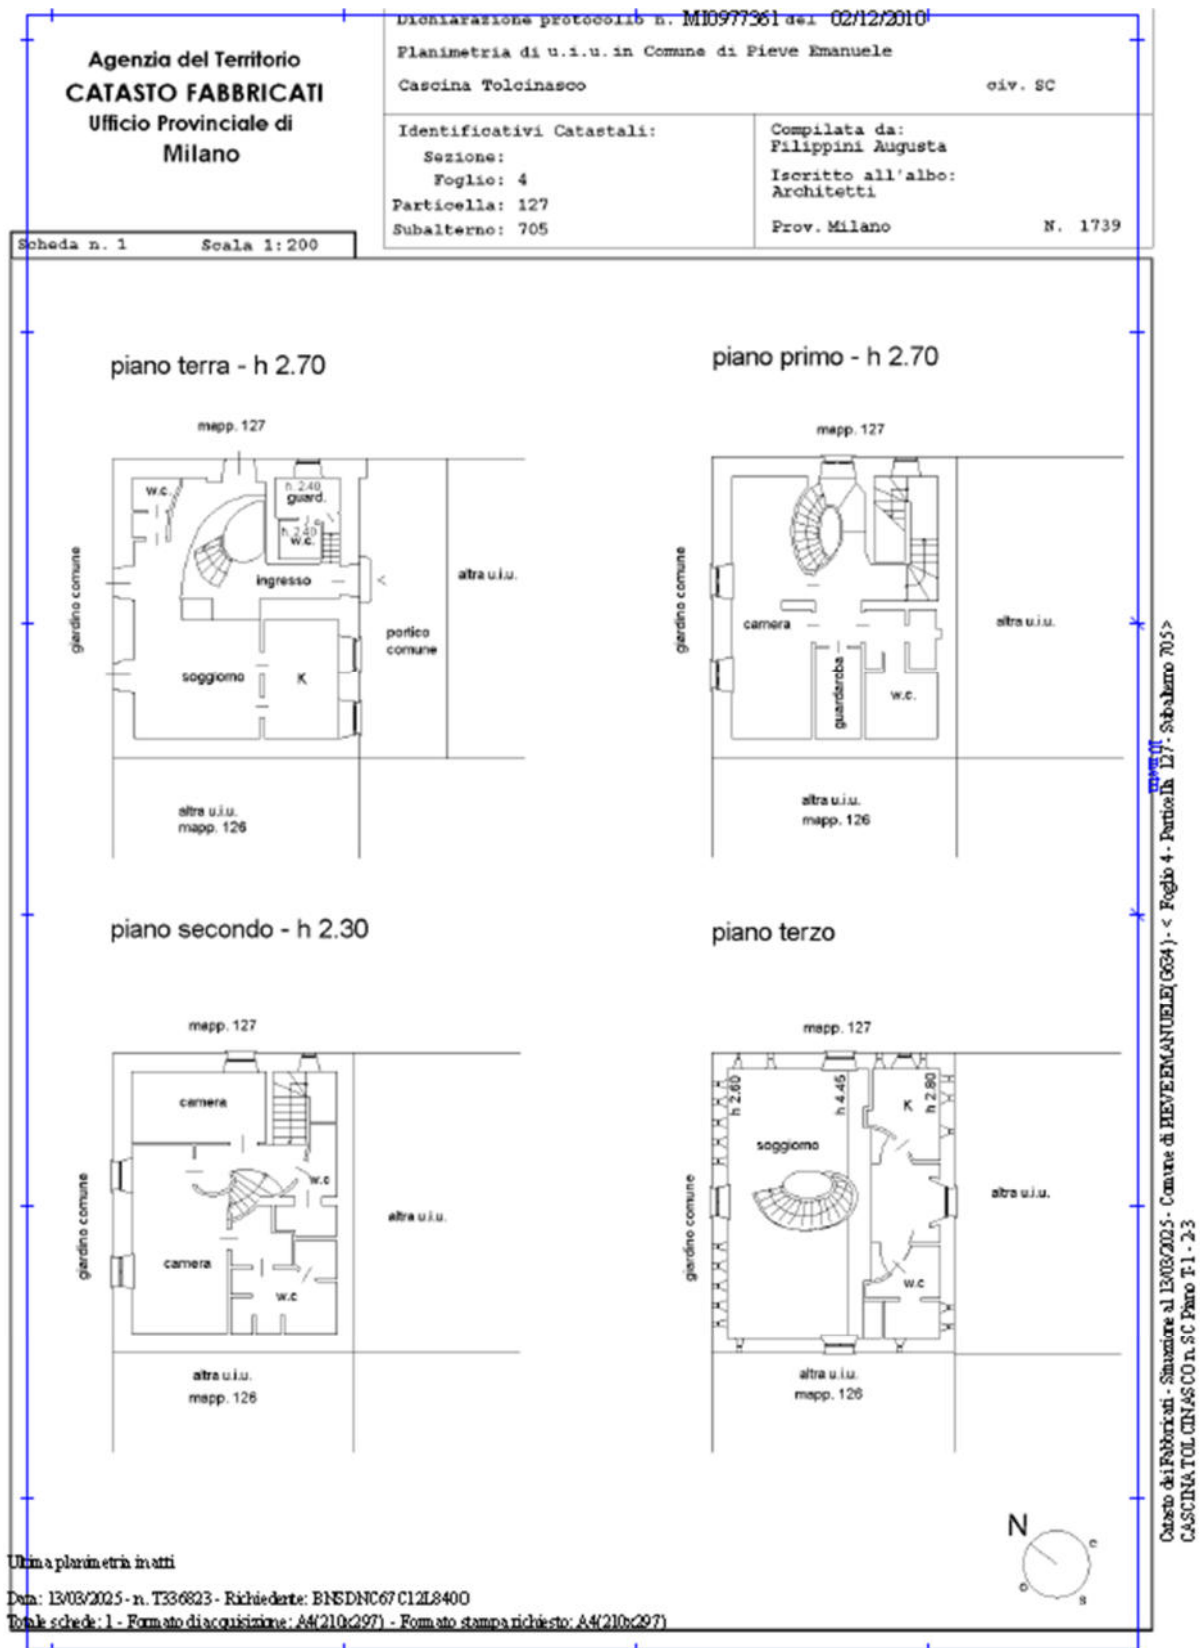 Dichiarazione protocollo n. MI0977361 del 02/12/2010
Agenzia del Territorio
CATASTO FABBRICATI
Ufficio Provinciale di
Milano
Planimetria di u.i.u. in Comune di Pieve Emanuele
Cascina Tolcinasco civ. SC
Identificativi Catastali:
Sezione:
Foglio: 4
Particella: 127
Subalterno: 705
Compilata da:
Filippini Augusta
Iscritto all'albo:
Architetti
Prov. Milano N. 1739
Scheda n. 1 Scala 1:200
piano terra - h 2.70
mapp. 127
w.c.
h. 2.40
guard.
h. 2.40
w.c.
ingresso
giardino comune
altra u.i.u.
portico
comune
soggiorno
K
altra u.i.u.
mapp. 126
piano primo - h 2.70
mapp. 127
giardino comune
camera
altra u.i.u.
guardaroba
w.c.
altra u.i.u.
mapp. 126
piano secondo - h 2.30
mapp. 127
camera
w.c
giardino comune
altra u.i.u.
camera
w.c
altra u.i.u.
mapp. 126
piano terzo
mapp. 127
h 2.60
h 4.45
h 2.80
K
soggiorno
giardino comune
altra u.i.u.
w.c
altra u.i.u.
mapp. 126
N
e
o
s
10 metri
Catasto dei Fabbricati - Situazione al 13/03/2025 - Comune di PIEVE EMANUELE(G634) - < Foglio 4 - Particella 127 - Subalterno 705>
CASCINA TOLCINASCO n. SC Piano T-1 - 2-3
Ultima planimetria in atti
Data: 13/03/2025 - n. T336823 - Richiedente: BNSDNC67C12L840O
Totale schede: 1 - Formato di acquisizione: A4(210x297) - Formato stampa richiesto: A4(210x297)